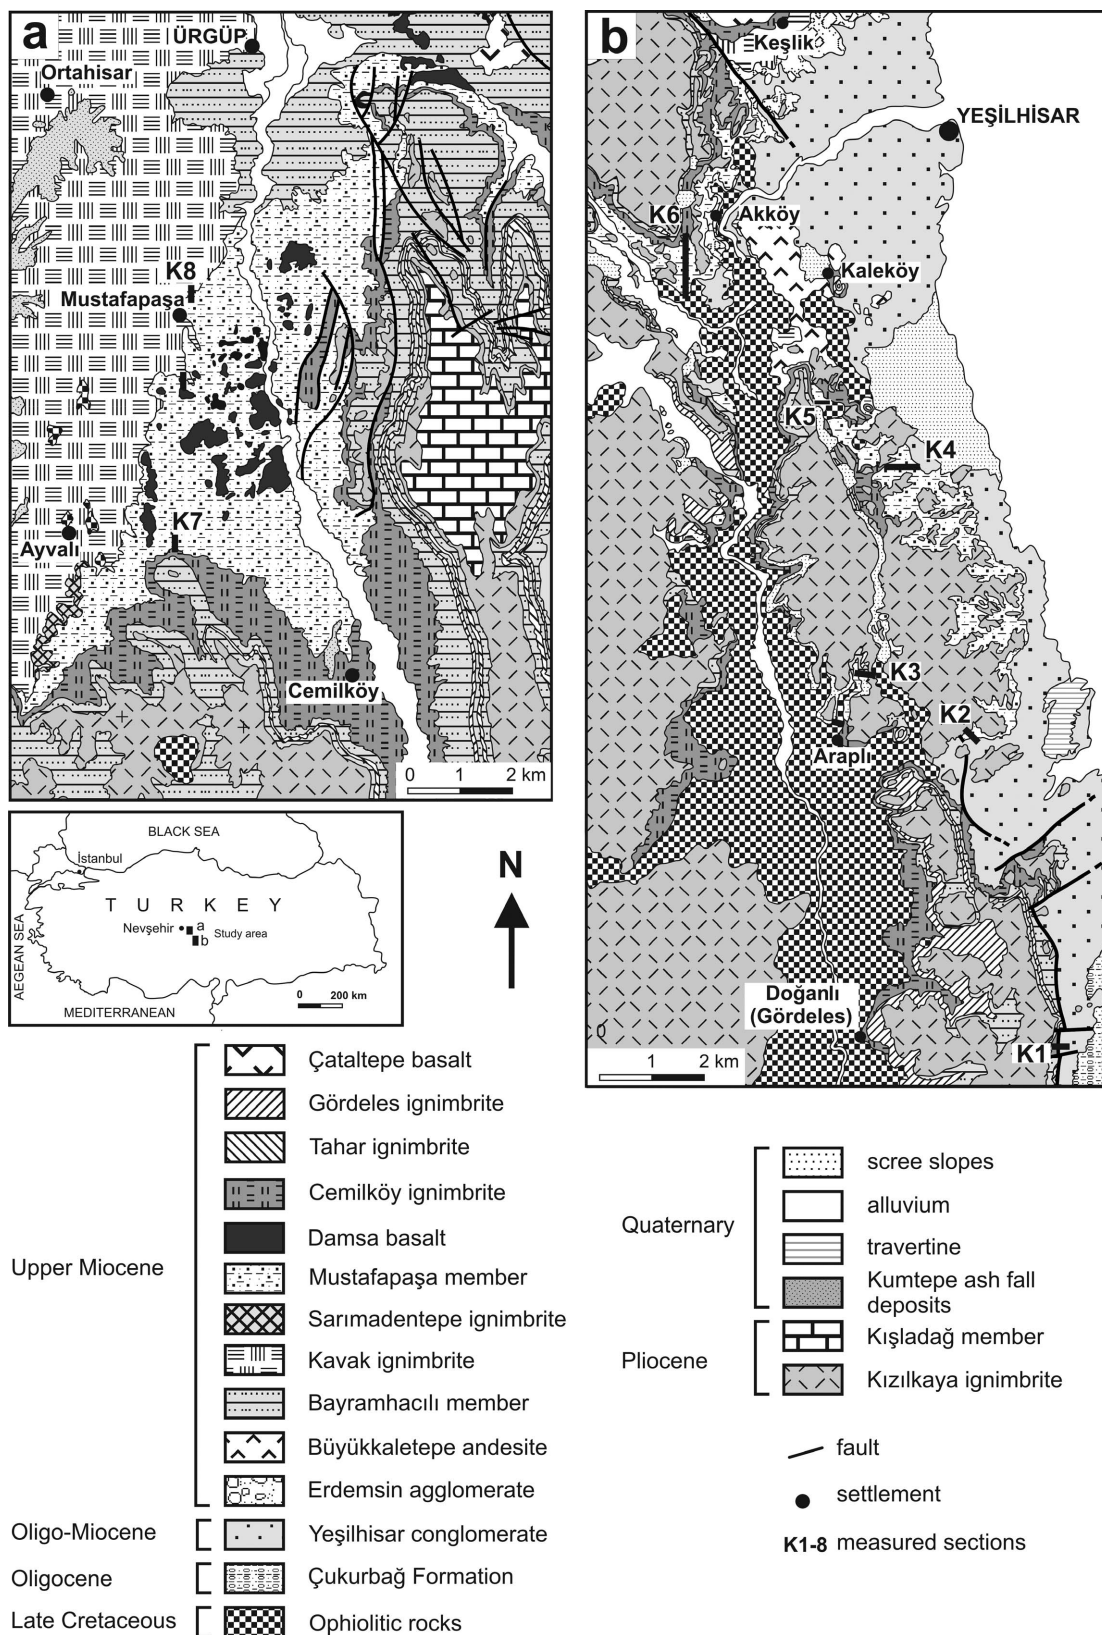 a
ÜRGÜP
Ortahisar
K8
Mustafapaşa
K7
Ayvalı
Cemilköy
0 1 2 km
b
Keşlik
YEŞİLHİSAR
K6
Akköy
Kaleköy
K5
K4
K3
K2
Araplı
Doğanlı
(Gördeles)
K1
0
1 2 km
BLACK SEA
İstanbul
TURKEY
Nevşehir
a
b
Study area
AEGEAN SEA
0 200 km
MEDITERRANEAN
N
Upper Miocene
Çataltepe basalt
Gördeles ignimbrite
Tahar ignimbrite
Cemilköy ignimbrite
Damsa basalt
Mustafapaşa member
Sarımadentepe ignimbrite
Kavak ignimbrite
Bayramhacılı member
Büyükkaletepe andesite
Erdemsin agglomerate
Oligo-Miocene
Yeşilhisar conglomerate
Oligocene
Çukurbağ Formation
Late Cretaceous
Ophiolitic rocks
Quaternary
scree slopes
alluvium
travertine
Kumtepe ash fall
deposits
Pliocene
Kışladağ member
Kızılkaya ignimbrite
fault
settlement
K1-8 measured sections